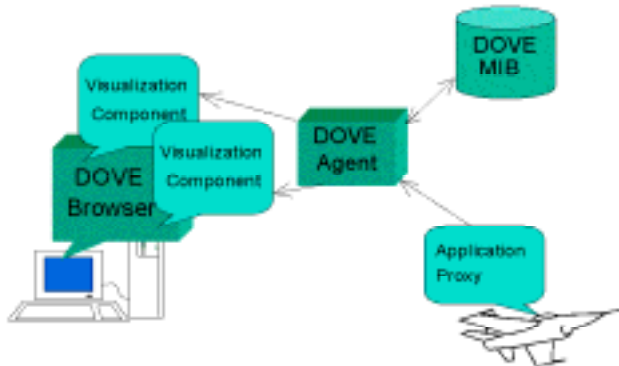 DOVE
MIB
Visualization
Component
DOVE
Agent
Visualization
Component
DOVE
Browser
Application
Proxy